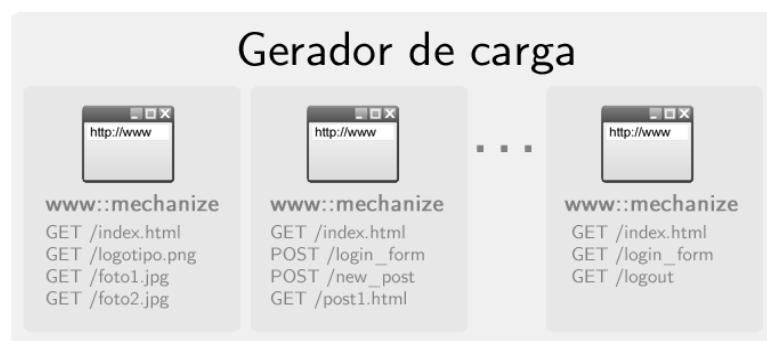 Gerador de carga
http://www
www::mechanize
GET /index.html
GET /logotipo.png
GET /foto1.jpg
GET /foto2.jpg
http://www
www::mechanize
GET /index.html
POST /login_form
POST /new_post
GET /post1.html
...
http://www
www::mechanize
GET /index.html
GET /login_form
GET /logout